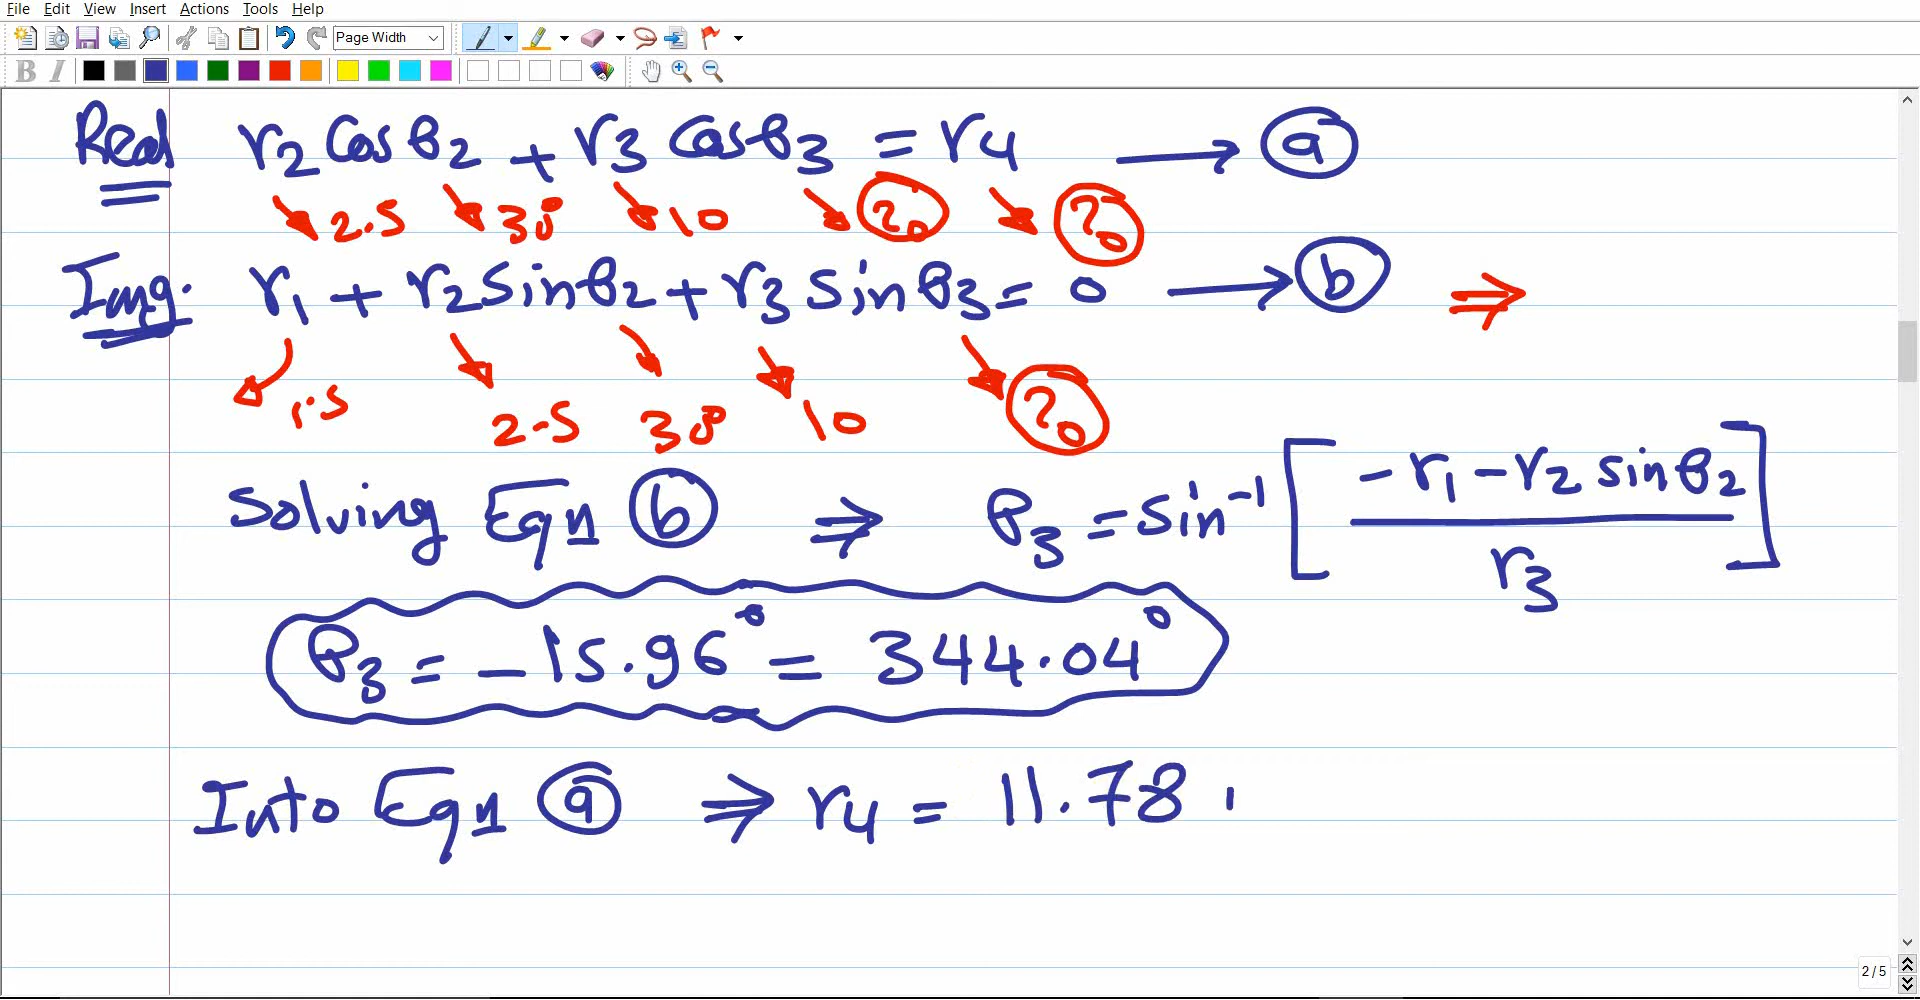 File Edit View Insert Actions Tools Help
Page Width
B I
Real r2 Cosθ2 + r3 Cosθ3 = r4 → (a)
2.5 30° 10 ? ?
Img. r1 + r2 sinθ2 + r3 sinθ3 = 0 → (b) ⇒
1.5 2.5 30° 10 ?
Solving Eqn (b) ⇒ θ3 = sin⁻¹ [ (-r1 - r2 sinθ2) / r3 ]
θ3 = -15.96° = 344.04°
Into Eqn (a) ⇒ r4 = 11.78
2 / 5